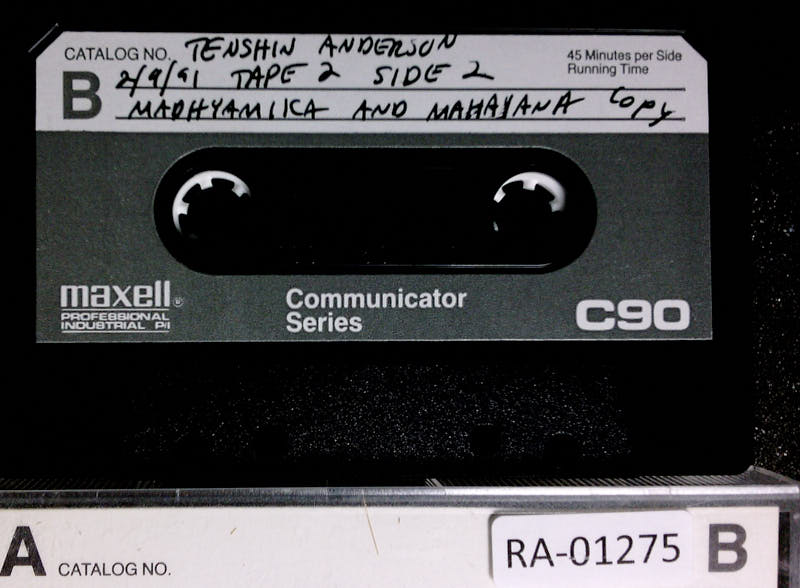 CATALOG NO. TENSHIN ANDERSON
45 Minutes per Side
Running Time
B 2/9/91 TAPE 2 SIDE 2
MADHYAMIKA AND MAHAYANA Copy
maxell®
PROFESSIONAL
INDUSTRIAL P/I
Communicator
Series
C90
A CATALOG NO. RA-01275 B